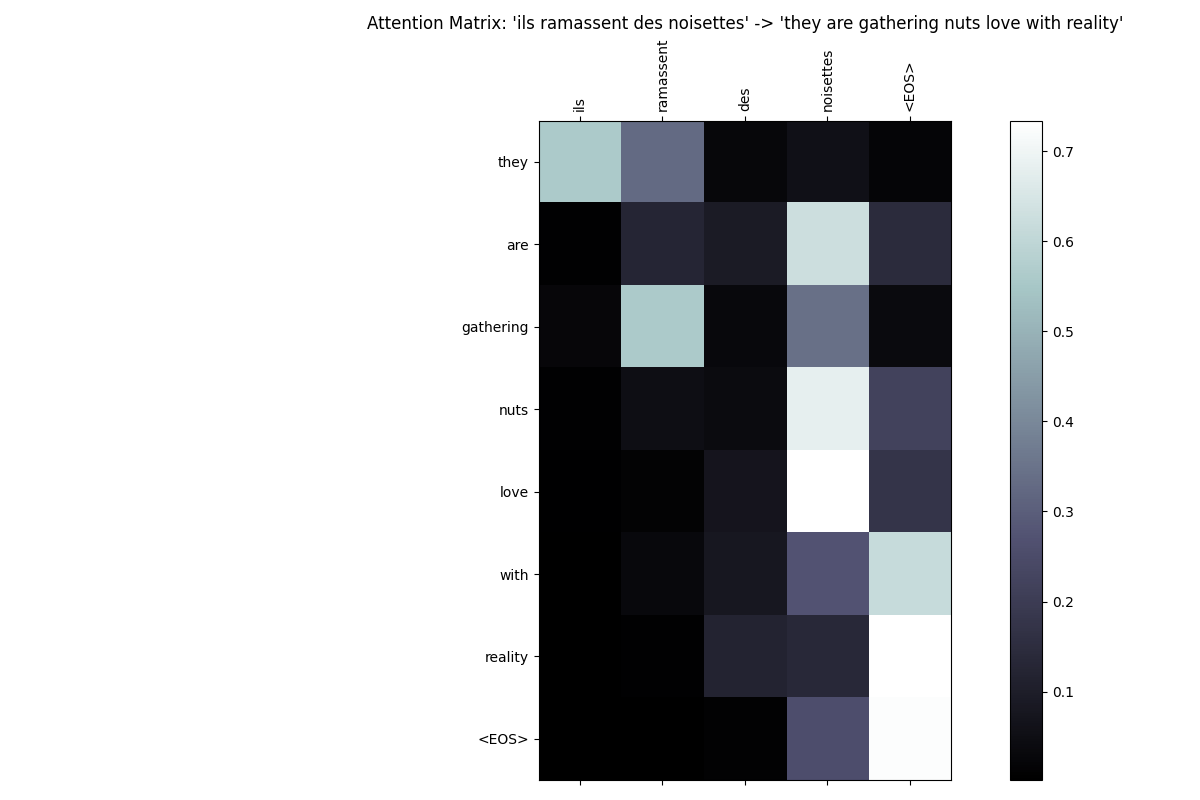 Attention Matrix: 'ils ramassent des noisettes' -> 'they are gathering nuts love with reality'
ils ramassent des noisettes <EOS>
they
are
gathering
nuts
love
with
reality
<EOS>
0.7
0.6
0.5
0.4
0.3
0.2
0.1